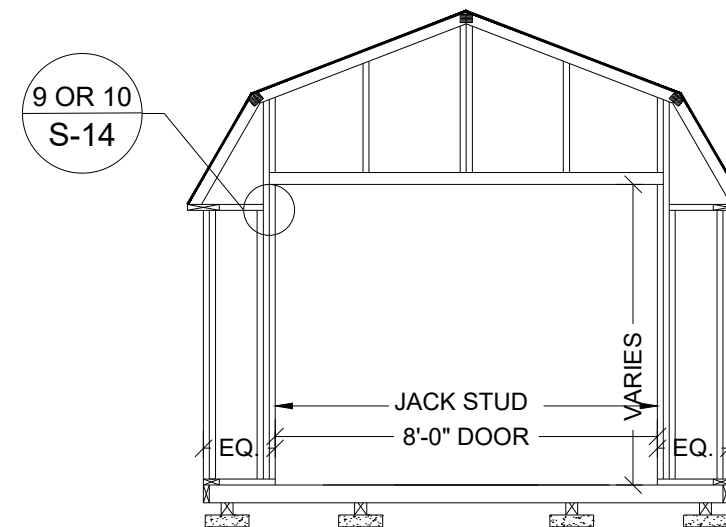 9 OR 10
S-14
VARIES
JACK STUD
8'-0" DOOR
EQ.
EQ.